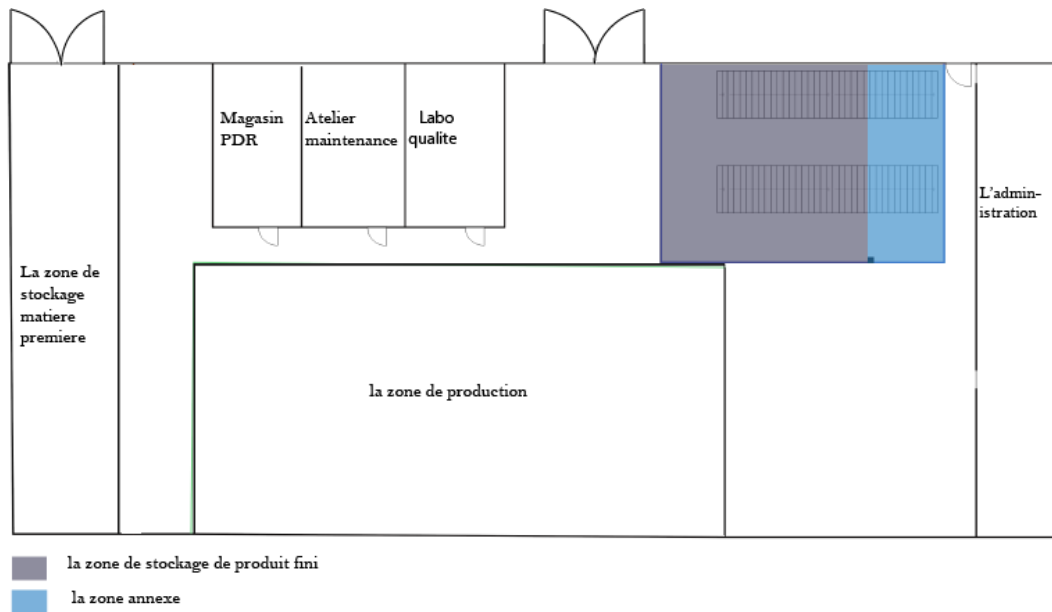 Magasin
PDR
Atelier
maintenance
Labo
qualite
L'admin-
istration
La zone de
stockage
matiere
premiere
la zone de production
la zone de stockage de produit fini
la zone annexe